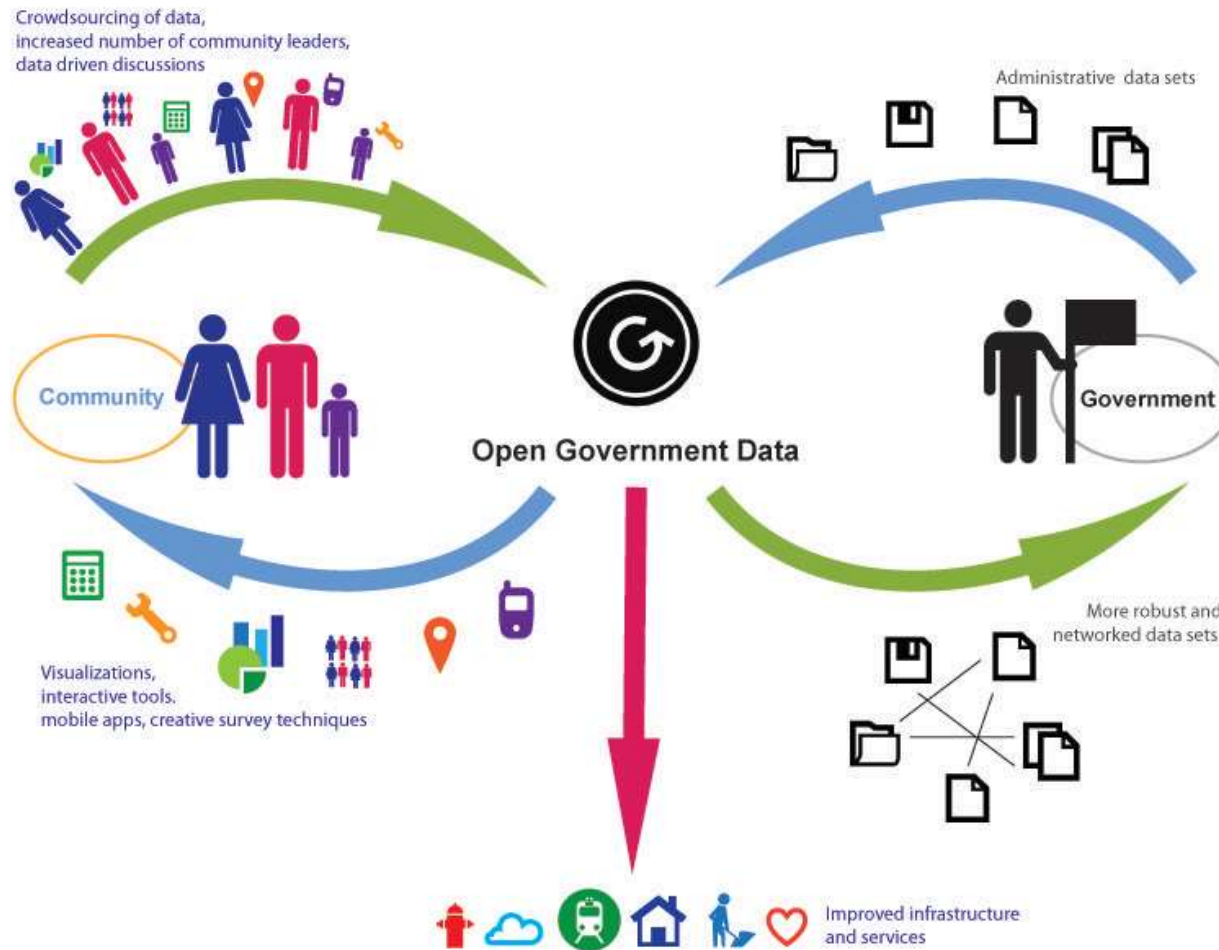 Crowdsourcing of data,
increased number of community leaders,
data driven discussions
Administrative data sets
Community
Government
Open Government Data
More robust and
networked data sets
Visualizations,
interactive tools.
mobile apps, creative survey techniques
Improved infrastructure
and services